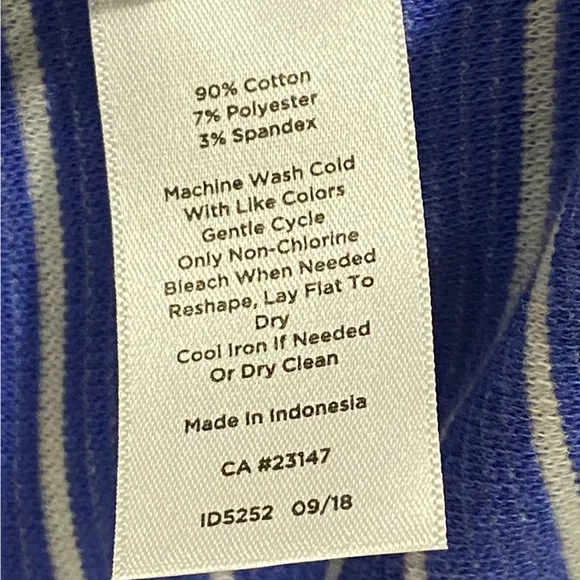 90% Cotton
7% Polyester
3% Spandex
Machine Wash Cold
With Like Colors
Gentle Cycle
Only Non-Chlorine
Bleach When Needed
Reshape, Lay Flat To
Dry
Cool Iron If Needed
Or Dry Clean
Made In Indonesia
CA #23147
ID5252 09/18